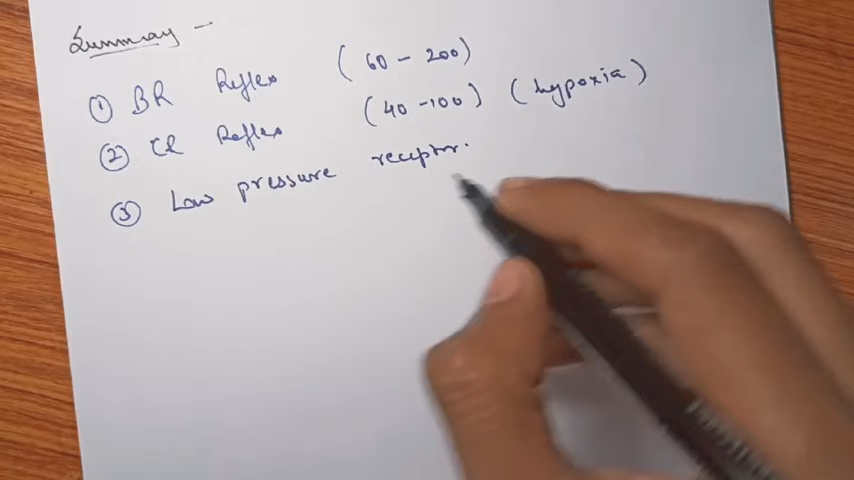 Summary -
① BR Reflex (60 - 200)
② CR Reflex (40 - 100) (hypoxia)
③ Low pressure receptor.